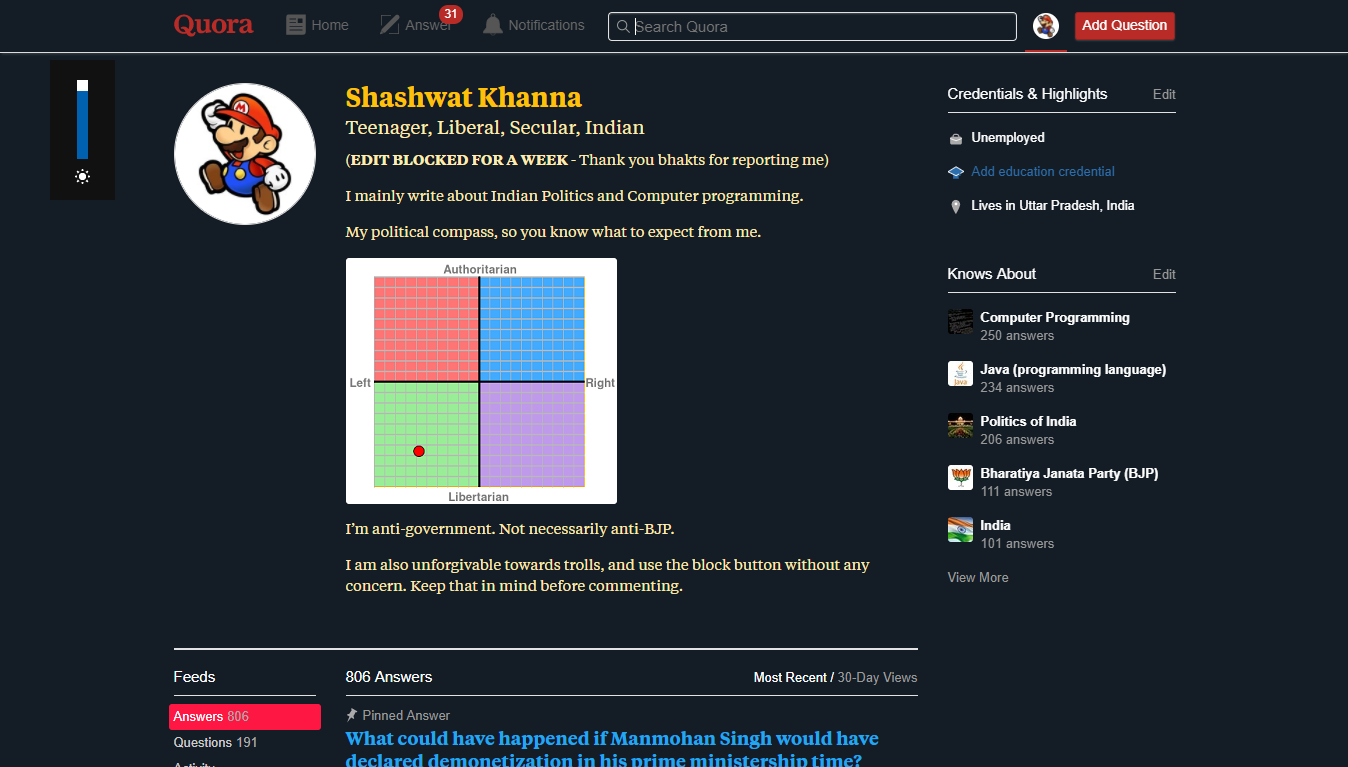 Quora
Home
Answer
31
Notifications
Search Quora
Add Question
Shashwat Khanna
Teenager, Liberal, Secular, Indian
(EDIT BLOCKED FOR A WEEK - Thank you bhakts for reporting me)
I mainly write about Indian Politics and Computer programming.
My political compass, so you know what to expect from me.
Authoritarian
Left
Right
Libertarian
I'm anti-government. Not necessarily anti-BJP.
I am also unforgivable towards trolls, and use the block button without any
concern. Keep that in mind before commenting.
Credentials & Highlights
Edit
Unemployed
Add education credential
Lives in Uttar Pradesh, India
Knows About
Edit
Computer Programming
250 answers
Java (programming language)
234 answers
Politics of India
206 answers
Bharatiya Janata Party (BJP)
111 answers
India
101 answers
View More
Feeds
Answers 806
Questions 191
Activity
806 Answers
Most Recent / 30-Day Views
Pinned Answer
What could have happened if Manmohan Singh would have
declared demonetization in his prime ministership time?